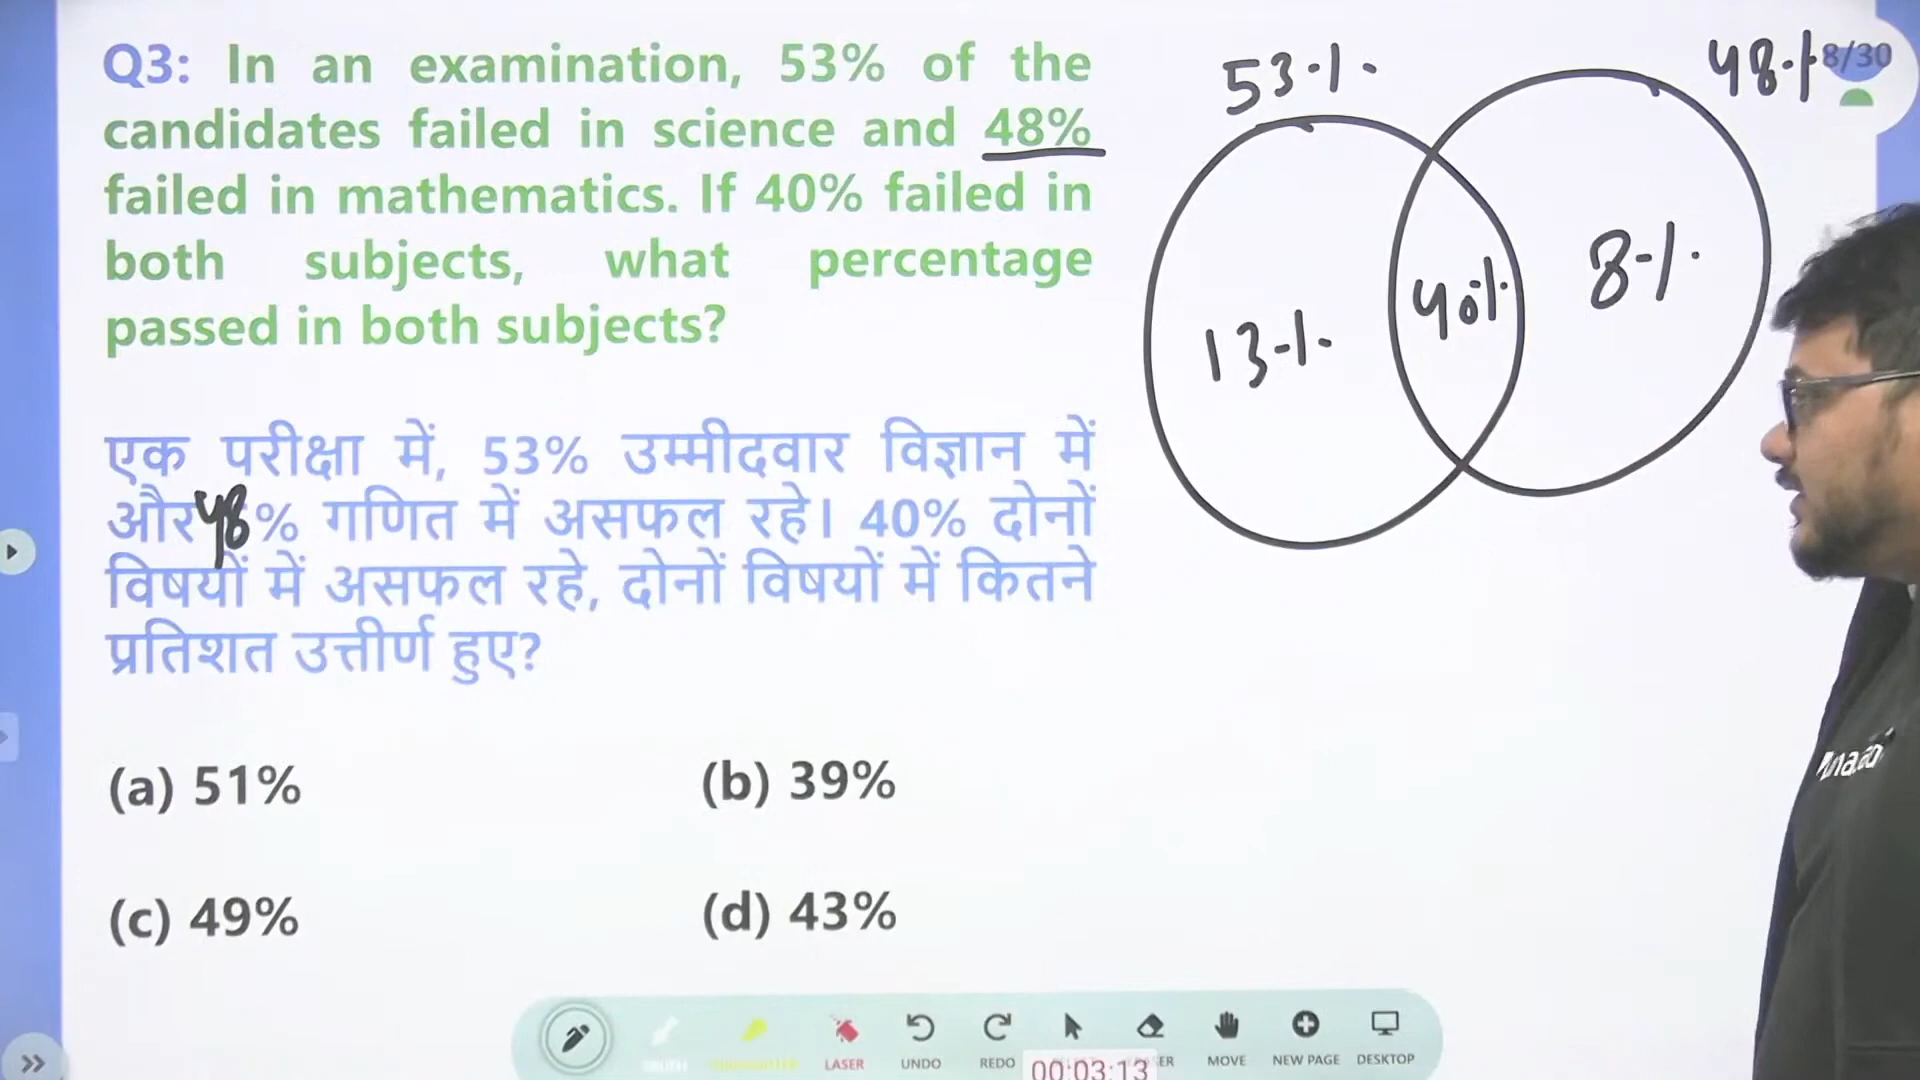 Q3: In an examination, 53% of the
candidates failed in science and 48%
failed in mathematics. If 40% failed in
both subjects, what percentage
passed in both subjects?
एक परीक्षा में, 53% उम्मीदवार विज्ञान में
और 48% गणित में असफल रहे। 40% दोनों
विषयों में असफल रहे, दोनों विषयों में कितने
प्रतिशत उत्तीर्ण हुए?
(a) 51%
(b) 39%
(c) 49%
(d) 43%
53%
48%
8/30
13%
40%
8%
LASER
UNDO
REDO
MOVE
NEW PAGE
DESKTOP
00:03:13